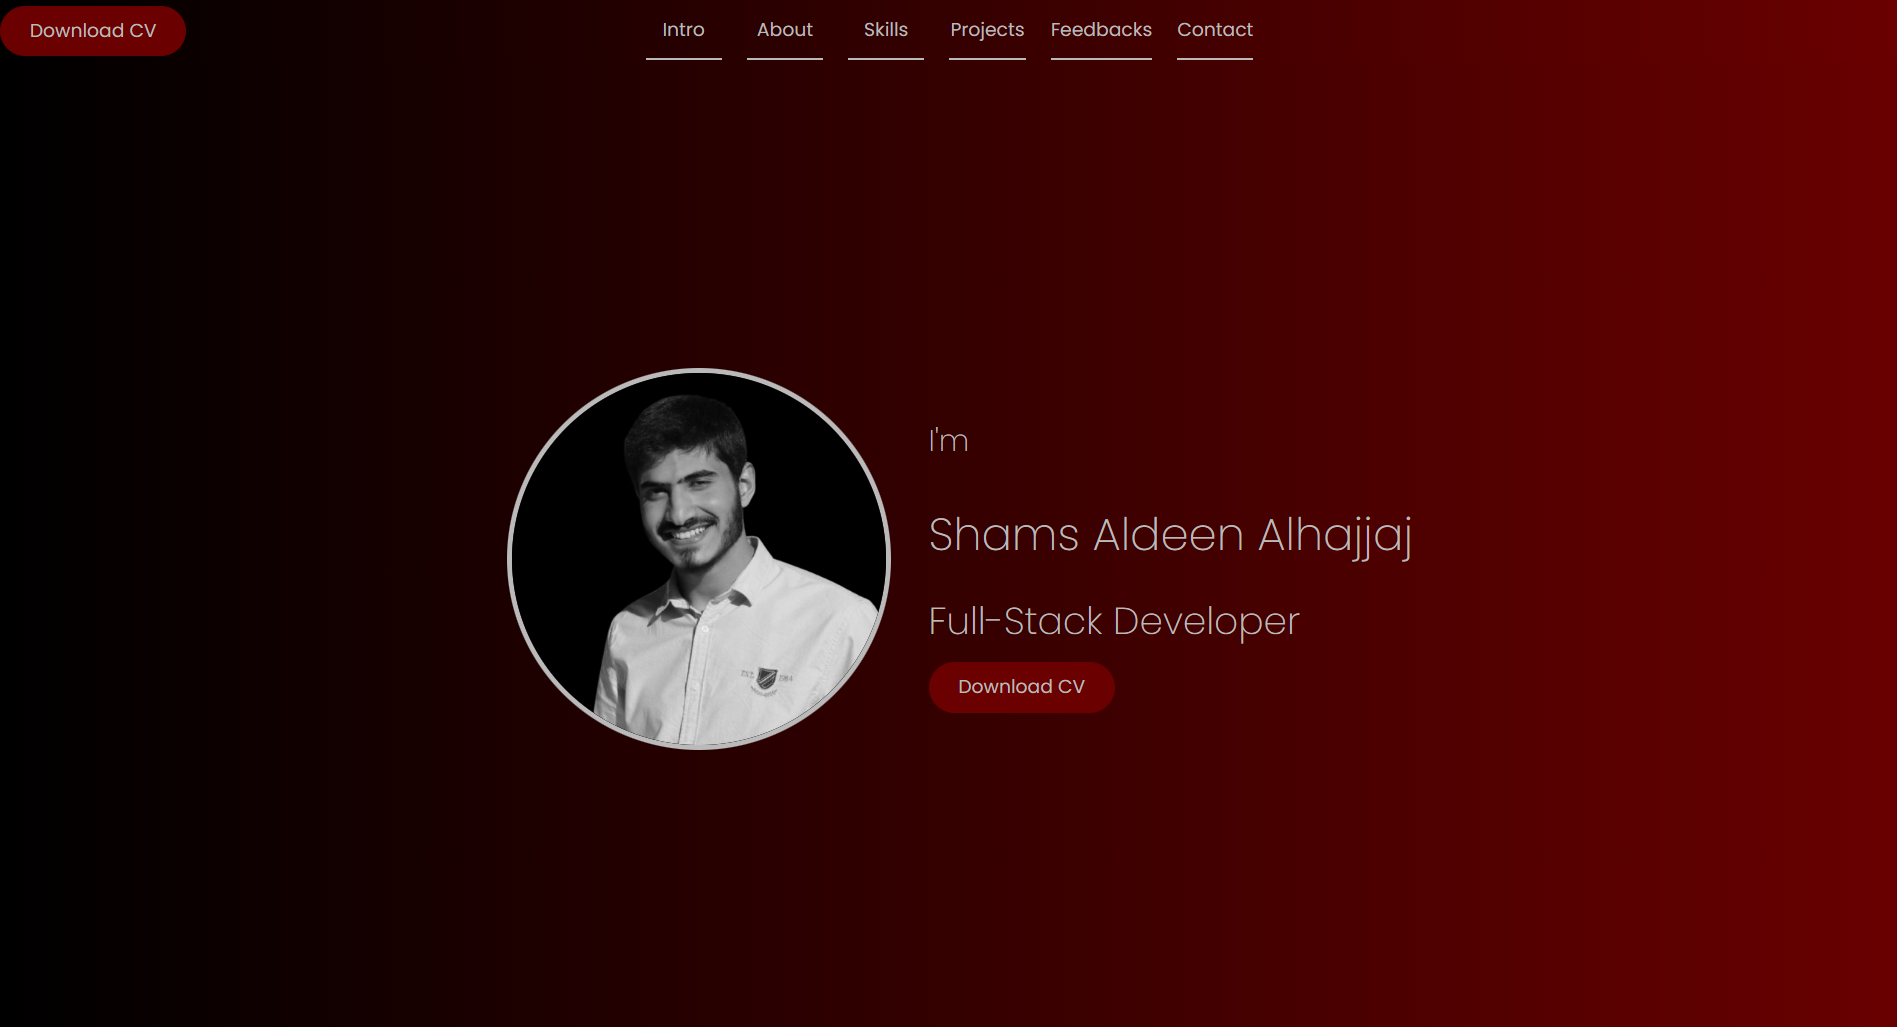 Download CV
Intro
About
Skills
Projects
Feedbacks
Contact
I'm
Shams Aldeen Alhajjaj
Full-Stack Developer
Download CV